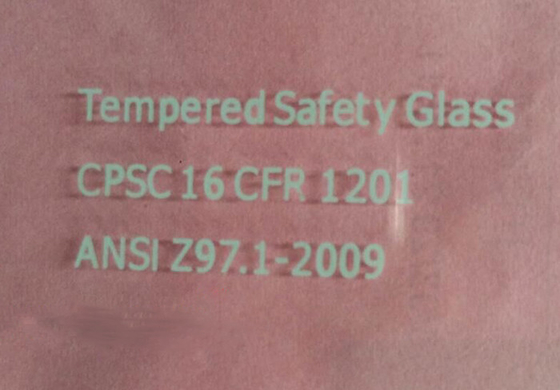 Tempered Safety Glass
CPSC 16 CFR 1201
ANSI Z97.1-2009